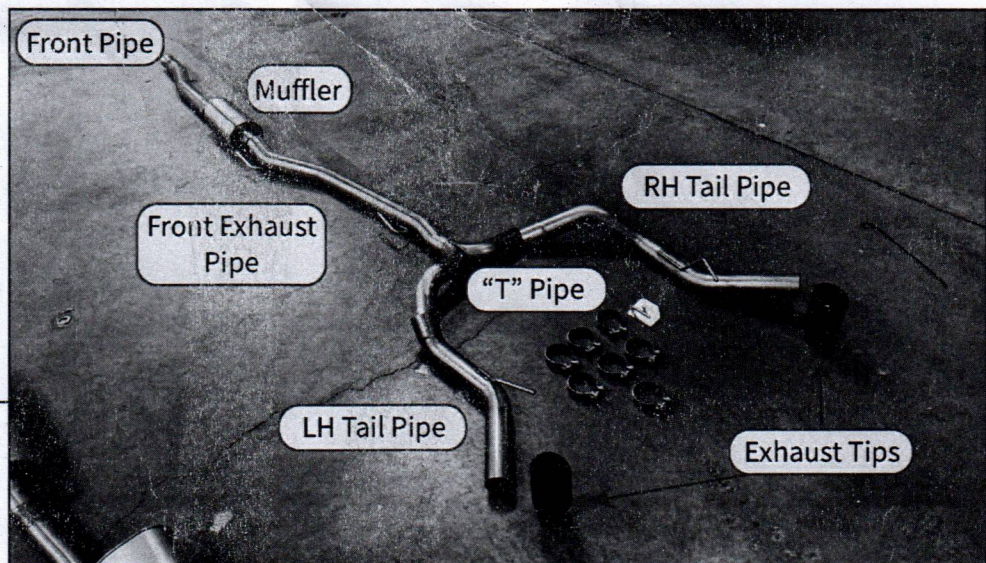 Front Pipe
Muffler
RH Tail Pipe
Front Exhaust
Pipe
“T” Pipe
LH Tail Pipe
Exhaust Tips